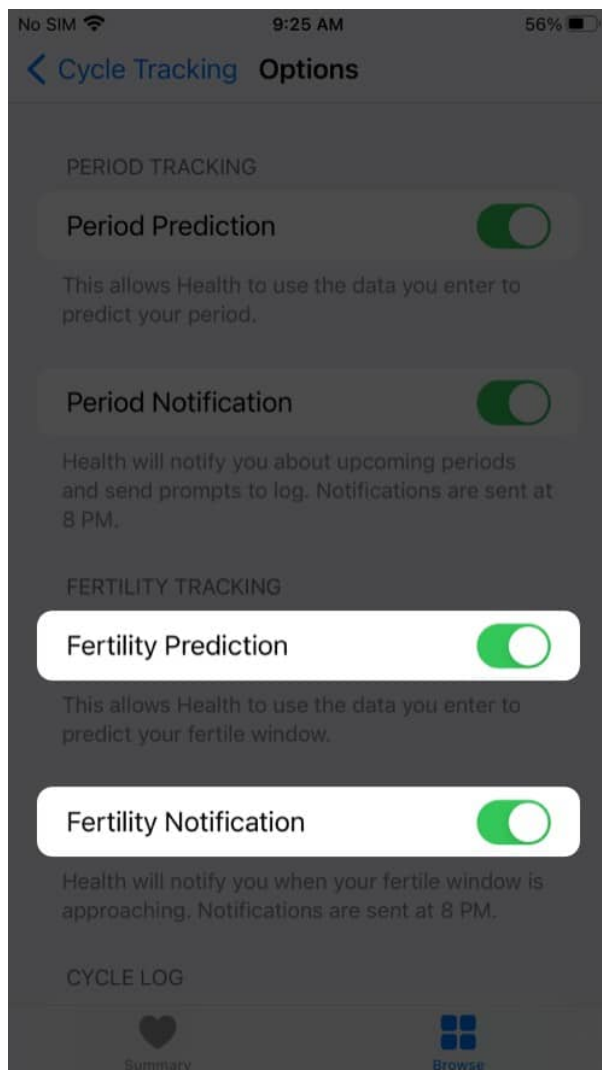 No SIM 9:25 AM 56%
Cycle Tracking Options
PERIOD TRACKING
Period Prediction
This allows Health to use the data you enter to
predict your period.
Period Notification
Health will notify you about upcoming periods
and send prompts to log. Notifications are sent at
8 PM.
FERTILITY TRACKING
Fertility Prediction
This allows Health to use the data you enter to
predict your fertile window.
Fertility Notification
Health will notify you when your fertile window is
approaching. Notifications are sent at 8 PM.
CYCLE LOG
Summary Browse